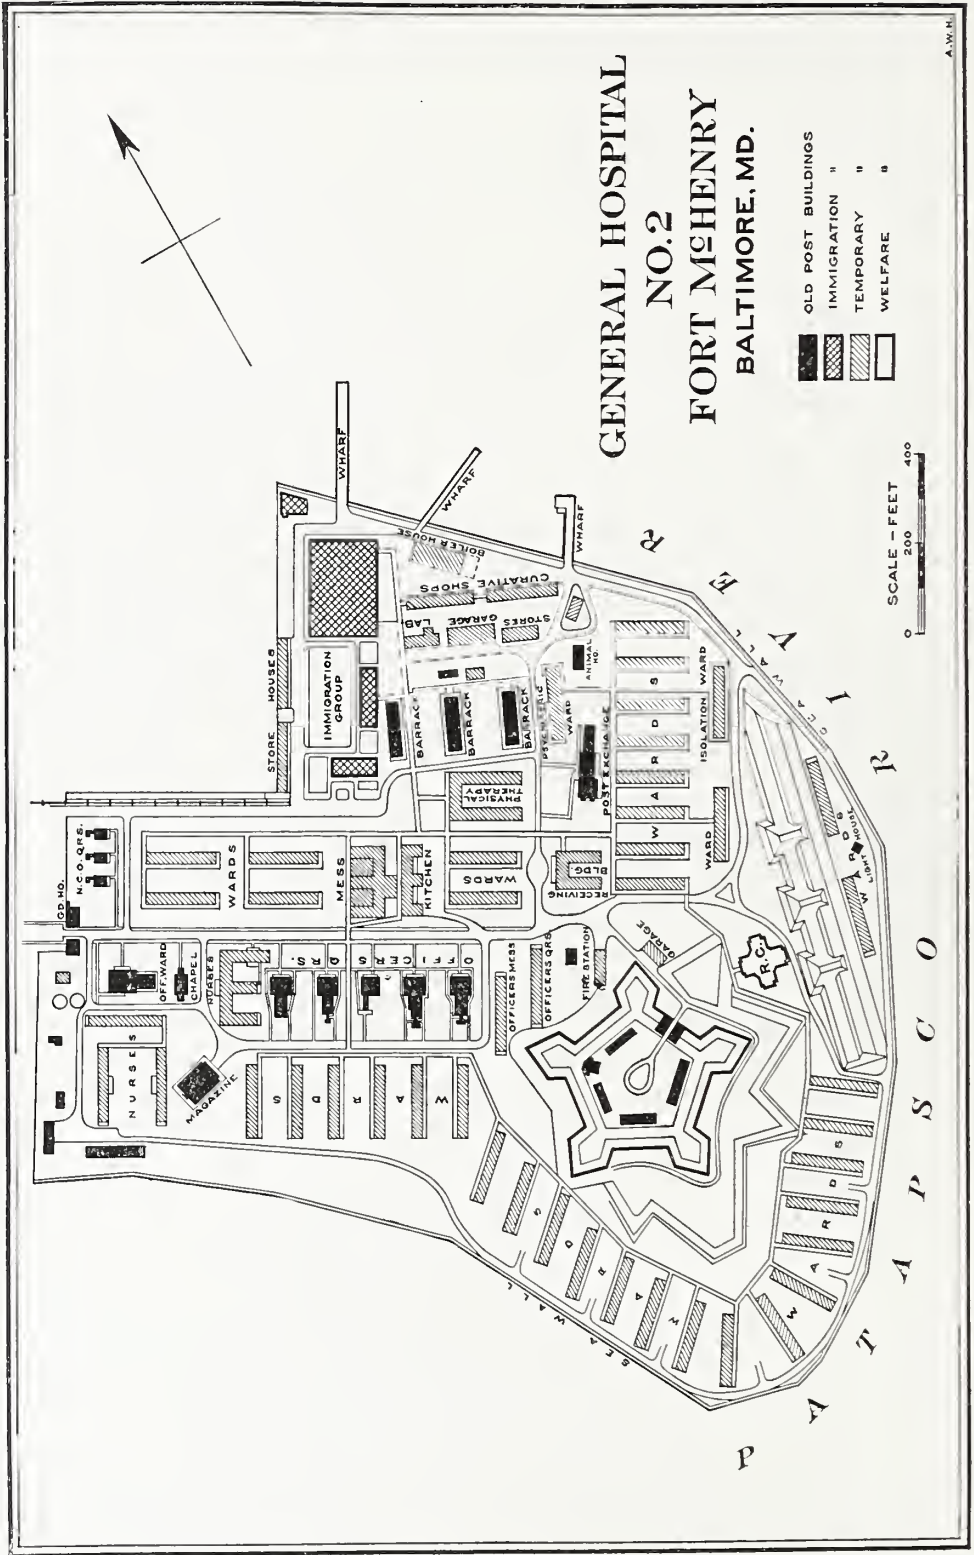 GENERAL HOSPITAL
NO. 2
FORT McHENRY
BALTIMORE, MD.
OLD POST BUILDINGS
IMMIGRATION "
TEMPORARY "
WELFARE "
SCALE – FEET
0 200 400
A.W.H.
WHARF
WHARF
WHARF
BOILER HOUSE
CURATIVE SHOPS
LAB.
GARAGE
STORES
STORE HOUSES
IMMIGRATION
GROUP
BARRACK
BARRACK
BARRACK
ANIMAL
HO.
PSYCHIATRIC
WARD
POST EXCHANGE
WARDS
ISOLATION WARD
WARD
PHYSICAL
THERAPY
GD. HO.
N.C.O. QRS.
WARDS
MESS
KITCHEN
WARDS
RECEIVING
BLDG
OFF. WARD
CHAPEL
NURSES
OFFICERS QRS.
OFFICERS MESS
OFFICERS QRS.
FIRE STATION
GARAGE
R.C.
NURSES
MAGAZINE
WARDS
WARDS
WARDS
WARDS
LIGHT HOUSE
SEA WALL
SEA WALL
PATAPSCO RIVER